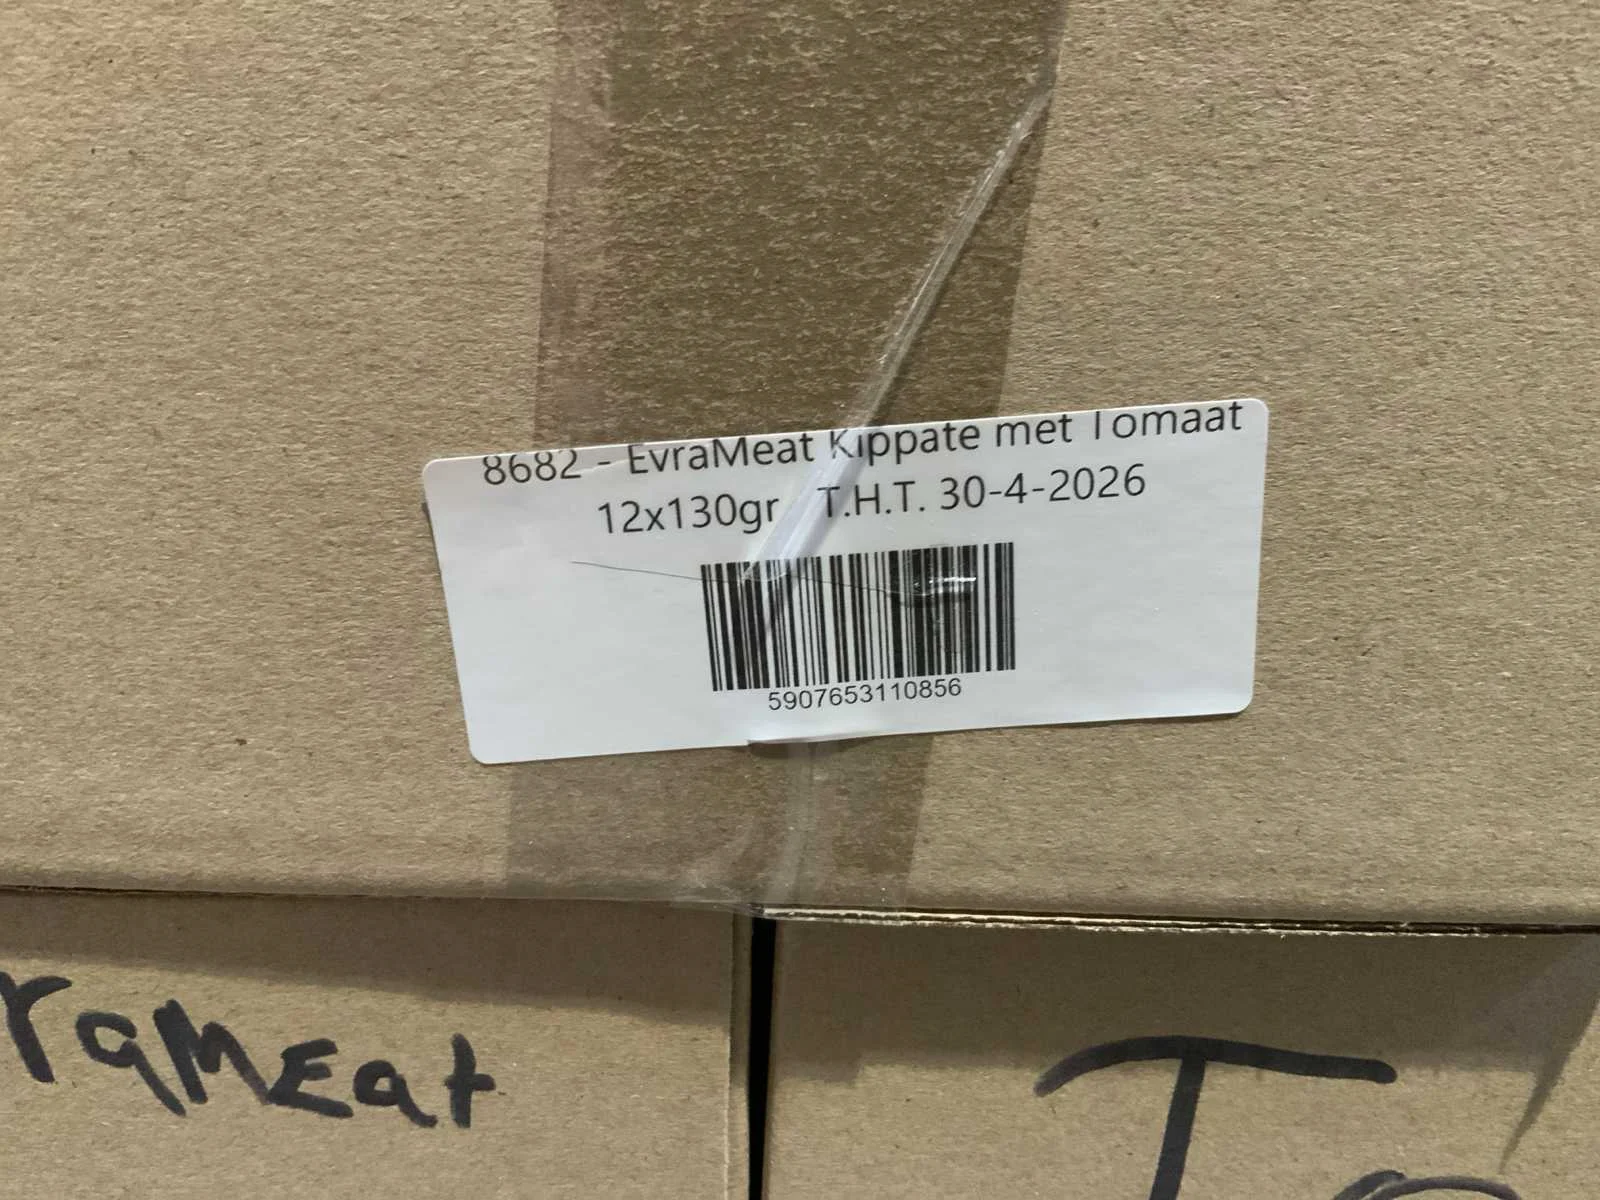 8682 - EvraMeat Kippate met Tomaat
12x130gr T.H.T. 30-4-2026
5907653110856
raMEat